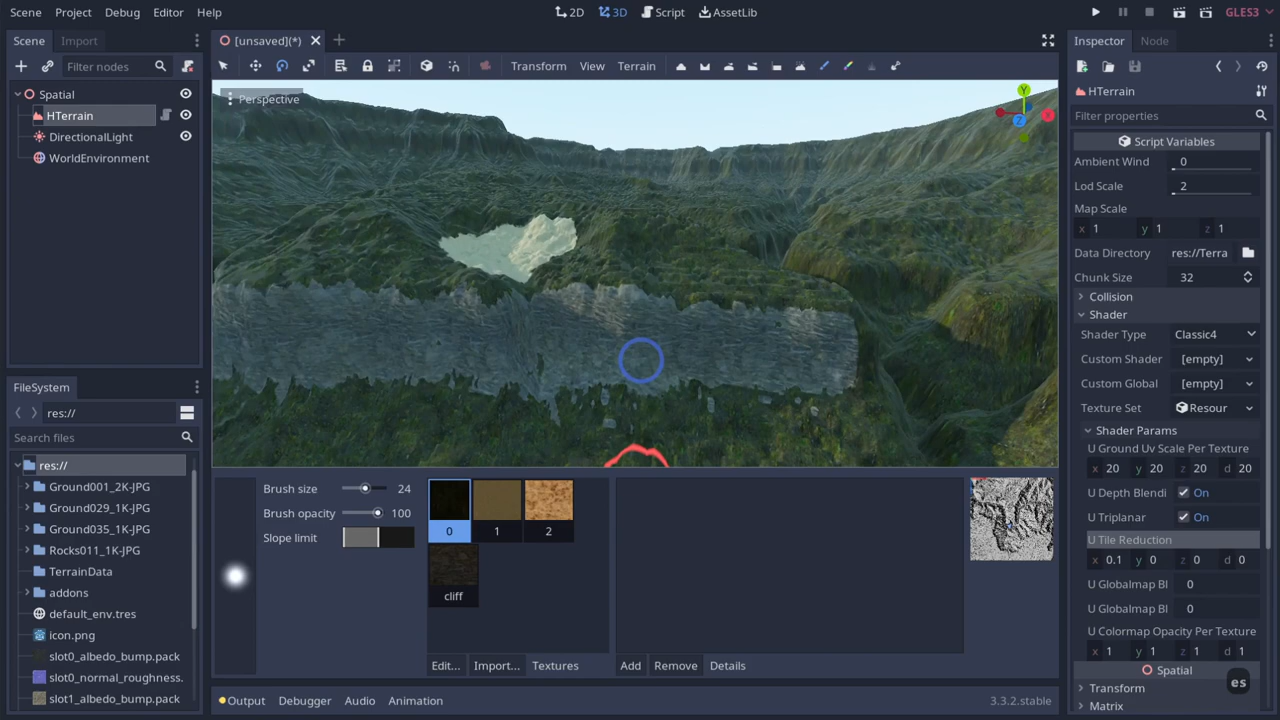 Scene Project Debug Editor Help
2D 3D Script AssetLib
GLES3
Scene Import
[unsaved](*)
Inspector Node
Filter nodes
Transform View Terrain
Spatial
HTerrain
DirectionalLight
WorldEnvironment
Perspective
Y
X
Z
HTerrain
Filter properties
Script Variables
Ambient Wind 0
Lod Scale 2
Map Scale
x 1 y 1 z 1
Data Directory res://Terra
Chunk Size 32
Collision
Shader
Shader Type Classic4
Custom Shader [empty]
Custom Global [empty]
Texture Set Resour
Shader Params
U Ground Uv Scale Per Texture
x 20 y 20 z 20 d 20
U Depth Blendi On
U Triplanar On
U Tile Reduction
x 0.1 y 0 z 0 d 0
U Globalmap Bl 0
U Globalmap Bl 0
U Colormap Opacity Per Texture
x 1 y 1 z 1 d 1
Spatial
Transform
Matrix
es
FileSystem
res://
Search files
res://
Ground001_2K-JPG
Ground029_1K-JPG
Ground035_1K-JPG
Rocks011_1K-JPG
TerrainData
addons
default_env.tres
icon.png
slot0_albedo_bump.pack
slot0_normal_roughness.
slot1_albedo_bump.pack
Brush size 24
Brush opacity 100
Slope limit
0 1 2
cliff
Edit... Import... Textures
Add Remove Details
Output Debugger Audio Animation
3.3.2.stable